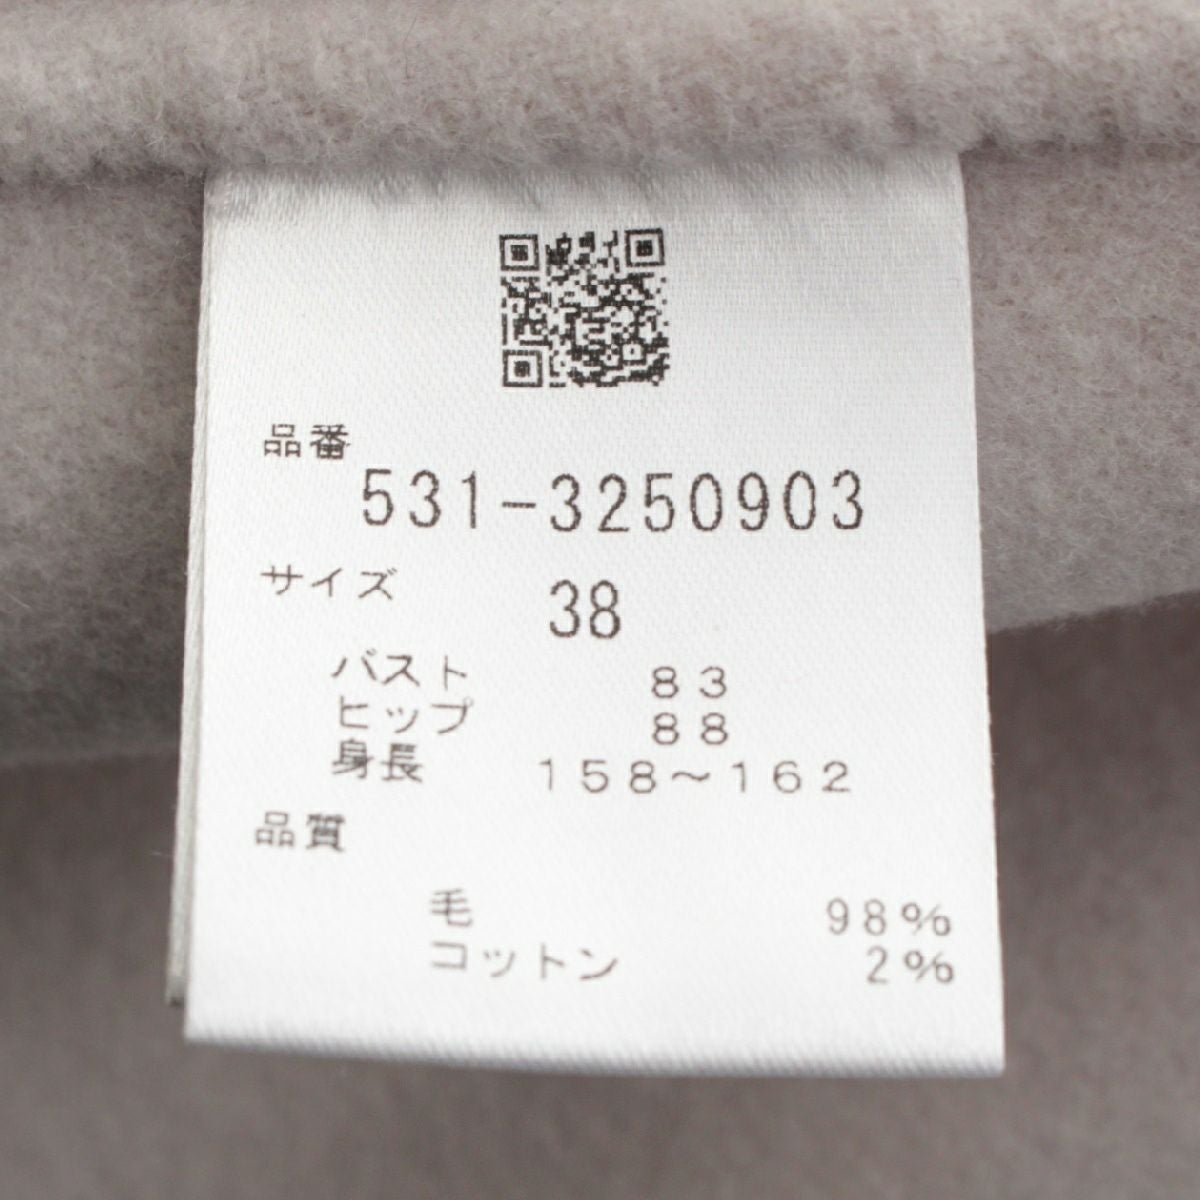 品番
531-3250903
サイズ 38
バスト 83
ヒップ 88
身長 158～162
品質
毛 98%
コットン 2%